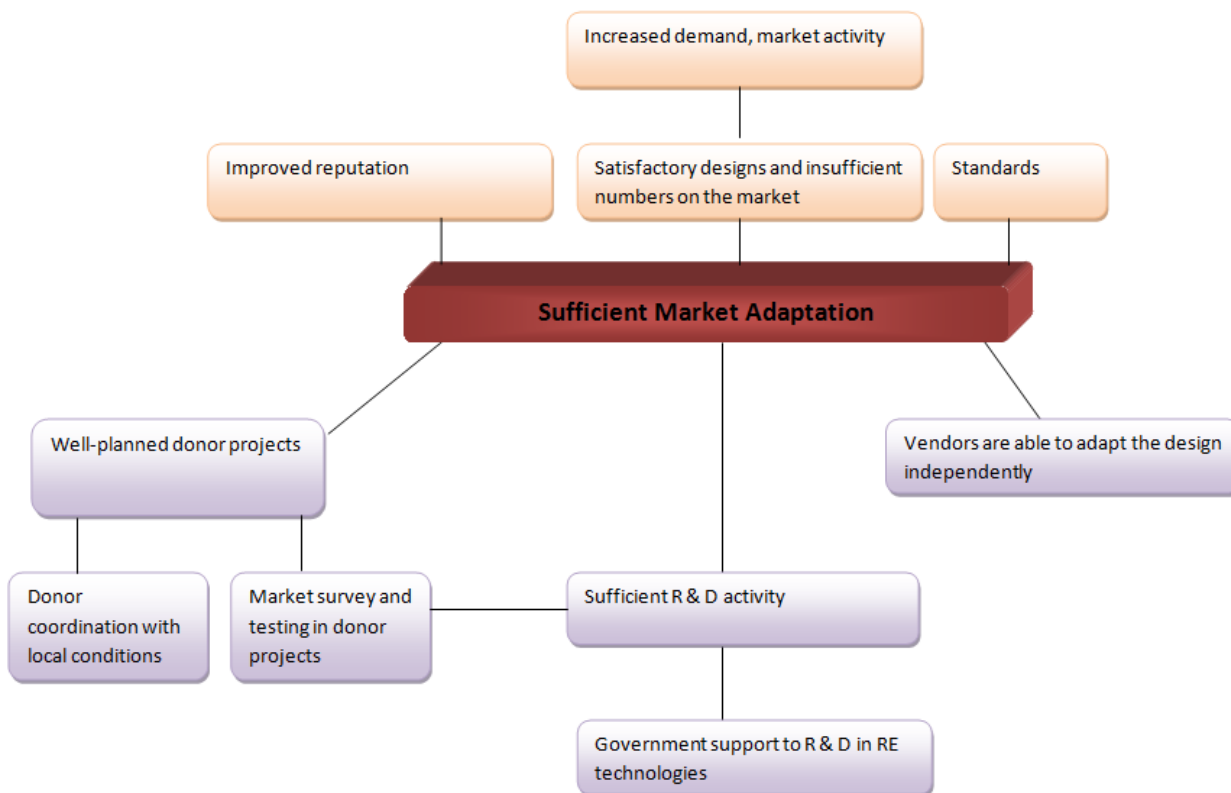 Increased demand, market activity
Improved reputation
Satisfactory designs and insufficient
numbers on the market
Standards
Sufficient Market Adaptation
Well-planned donor projects
Vendors are able to adapt the design
independently
Donor
coordination with
local conditions
Market survey and
testing in donor
projects
Sufficient R & D activity
Government support to R & D in RE
technologies